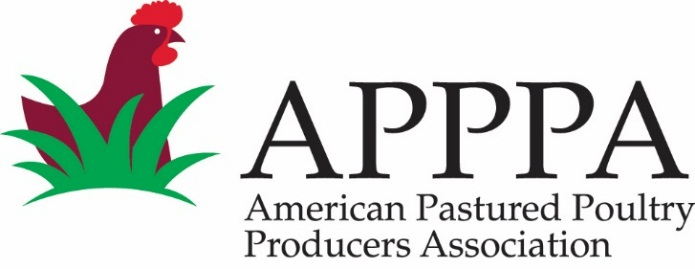 APPPA
American Pastured Poultry
Producers Association